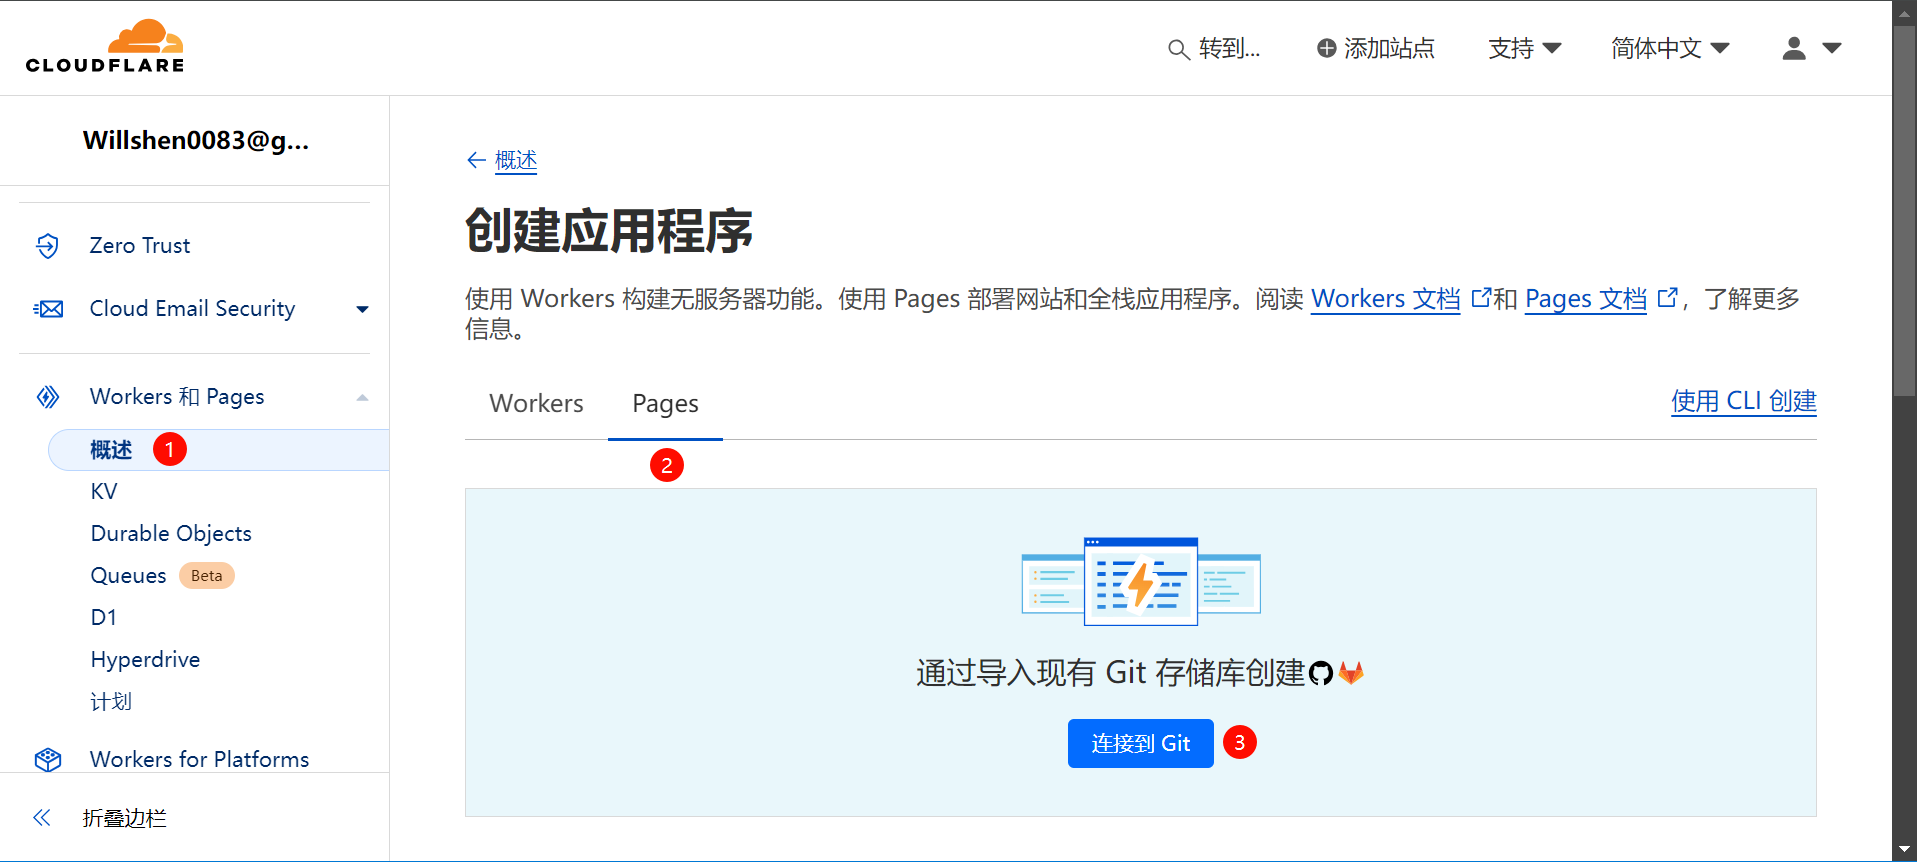 CLOUDFLARE
转到...
添加站点
支持
简体中文
Willshen0083@g...
Zero Trust
Cloud Email Security
Workers 和 Pages
概述 1
KV
Durable Objects
Queues Beta
D1
Hyperdrive
计划
Workers for Platforms
折叠边栏
概述
创建应用程序
使用 Workers 构建无服务器功能。使用 Pages 部署网站和全栈应用程序。阅读 Workers 文档 和 Pages 文档 ，了解更多
信息。
Workers Pages 使用 CLI 创建
2
通过导入现有 Git 存储库创建
连接到 Git 3